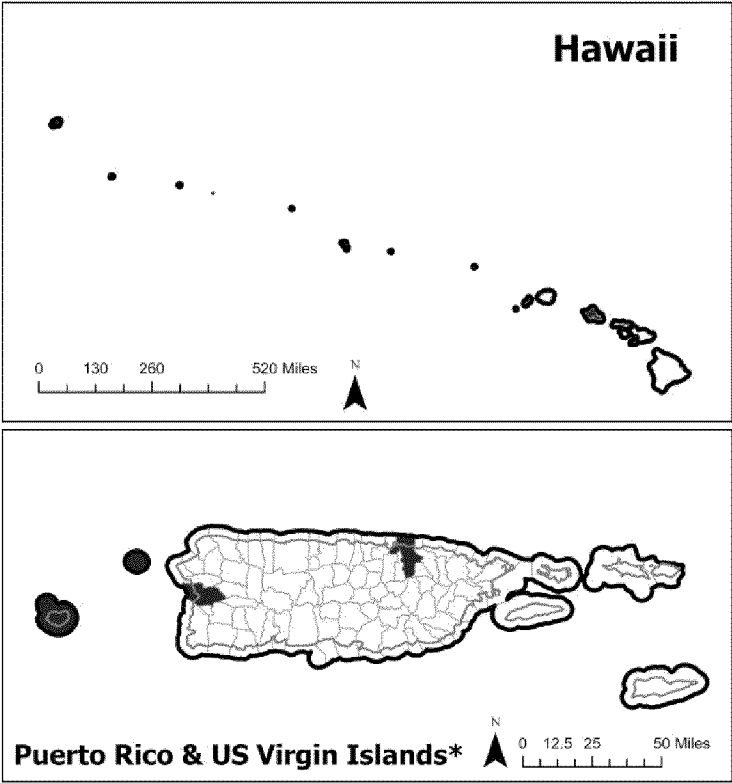 Hawaii
0 130 260 520 Miles
N
Puerto Rico & US Virgin Islands*
N
0 12.5 25 50 Miles